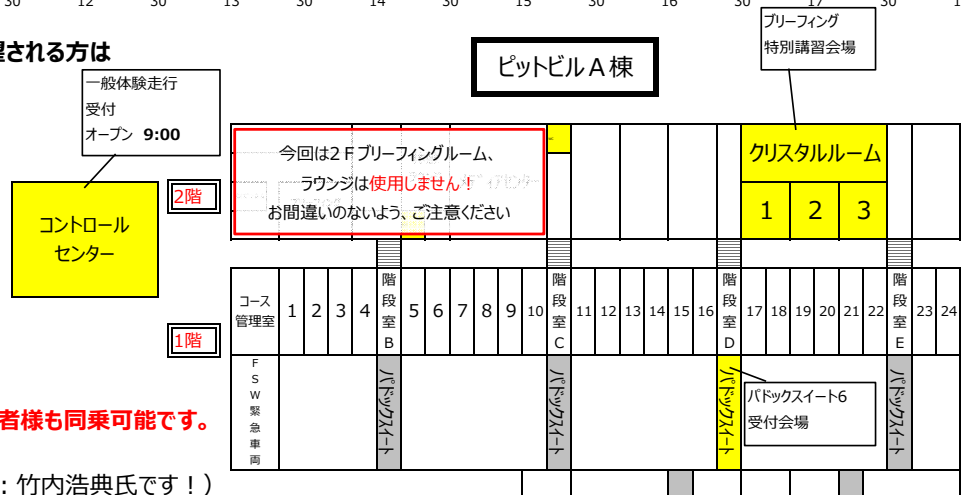 30 12 30 13 30 14 30 15 30 16 30 17 30 1
望される方は
ピットビルA棟
ブリーフィング
特別講習会場
一般体験走行
受付
オープン 9:00
コントロール
センター
2階
今回は2Fブリーフィングルーム、
ラウンジは使用しません！
お間違いのないよう、ご注意ください
クリスタルルーム
1 2 3
1階
コース
管理室
1 2 3 4 階段室B 5 6 7 8 9 10 階段室C 11 12 13 14 15 16 階段室D 17 18 19 20 21 22 階段室E 23 24
FSW緊急車両
パドックスイート
パドックスイート
パドックスイート
パドックスイート
パドックスイート6
受付会場
者様も同乗可能です。
：竹内浩典氏です！）